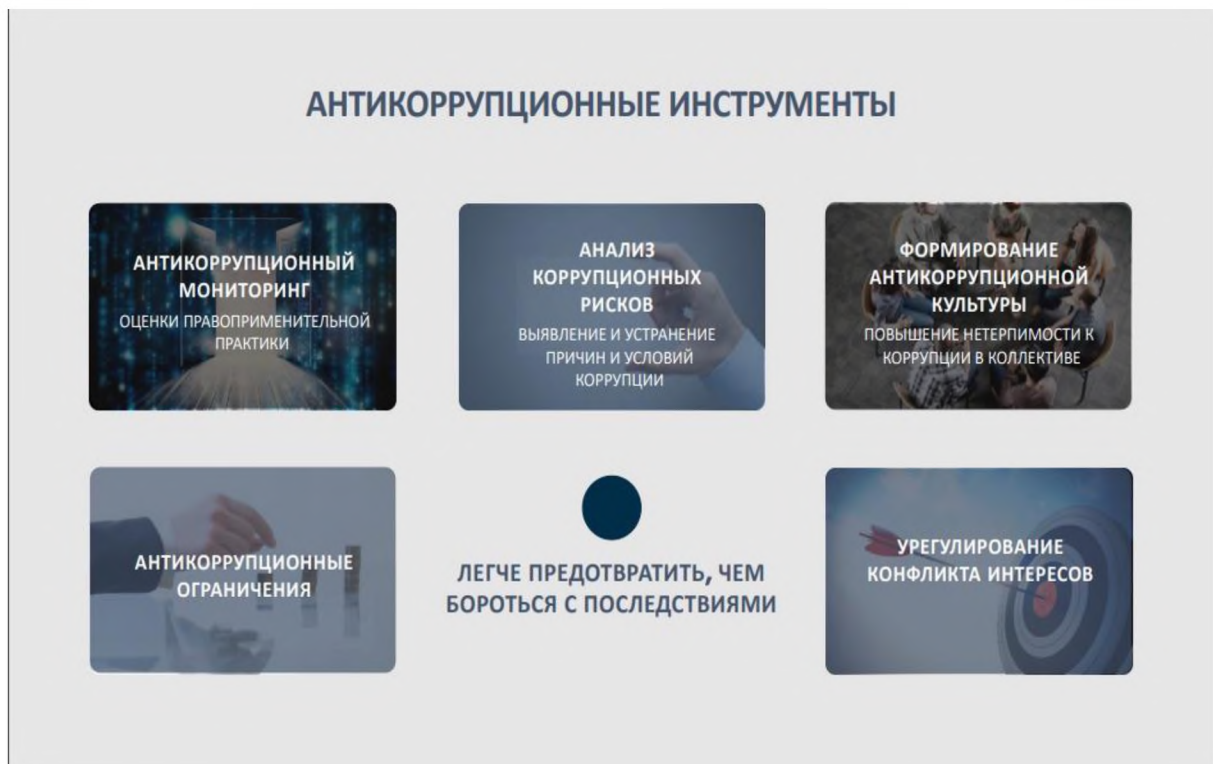 АНТИКОРРУПЦИОННЫЕ ИНСТРУМЕНТЫ
АНТИКОРРУПЦИОННЫЙ
МОНИТОРИНГ
ОЦЕНКИ ПРАВОПРИМЕНИТЕЛЬНОЙ
ПРАКТИКИ
АНАЛИЗ
КОРРУПЦИОННЫХ
РИСКОВ
ВЫЯВЛЕНИЕ И УСТРАНЕНИЕ
ПРИЧИН И УСЛОВИЙ
КОРРУПЦИИ
ФОРМИРОВАНИЕ
АНТИКОРРУПЦИОННОЙ
КУЛЬТУРЫ
ПОВЫШЕНИЕ НЕТЕРПИМОСТИ К
КОРРУПЦИИ В КОЛЛЕКТИВЕ
АНТИКОРРУПЦИОННЫЕ
ОГРАНИЧЕНИЯ
ЛЕГЧЕ ПРЕДОТВРАТИТЬ, ЧЕМ
БОРОТЬСЯ С ПОСЛЕДСТВИЯМИ
УРЕГУЛИРОВАНИЕ
КОНФЛИКТА ИНТЕРЕСОВ